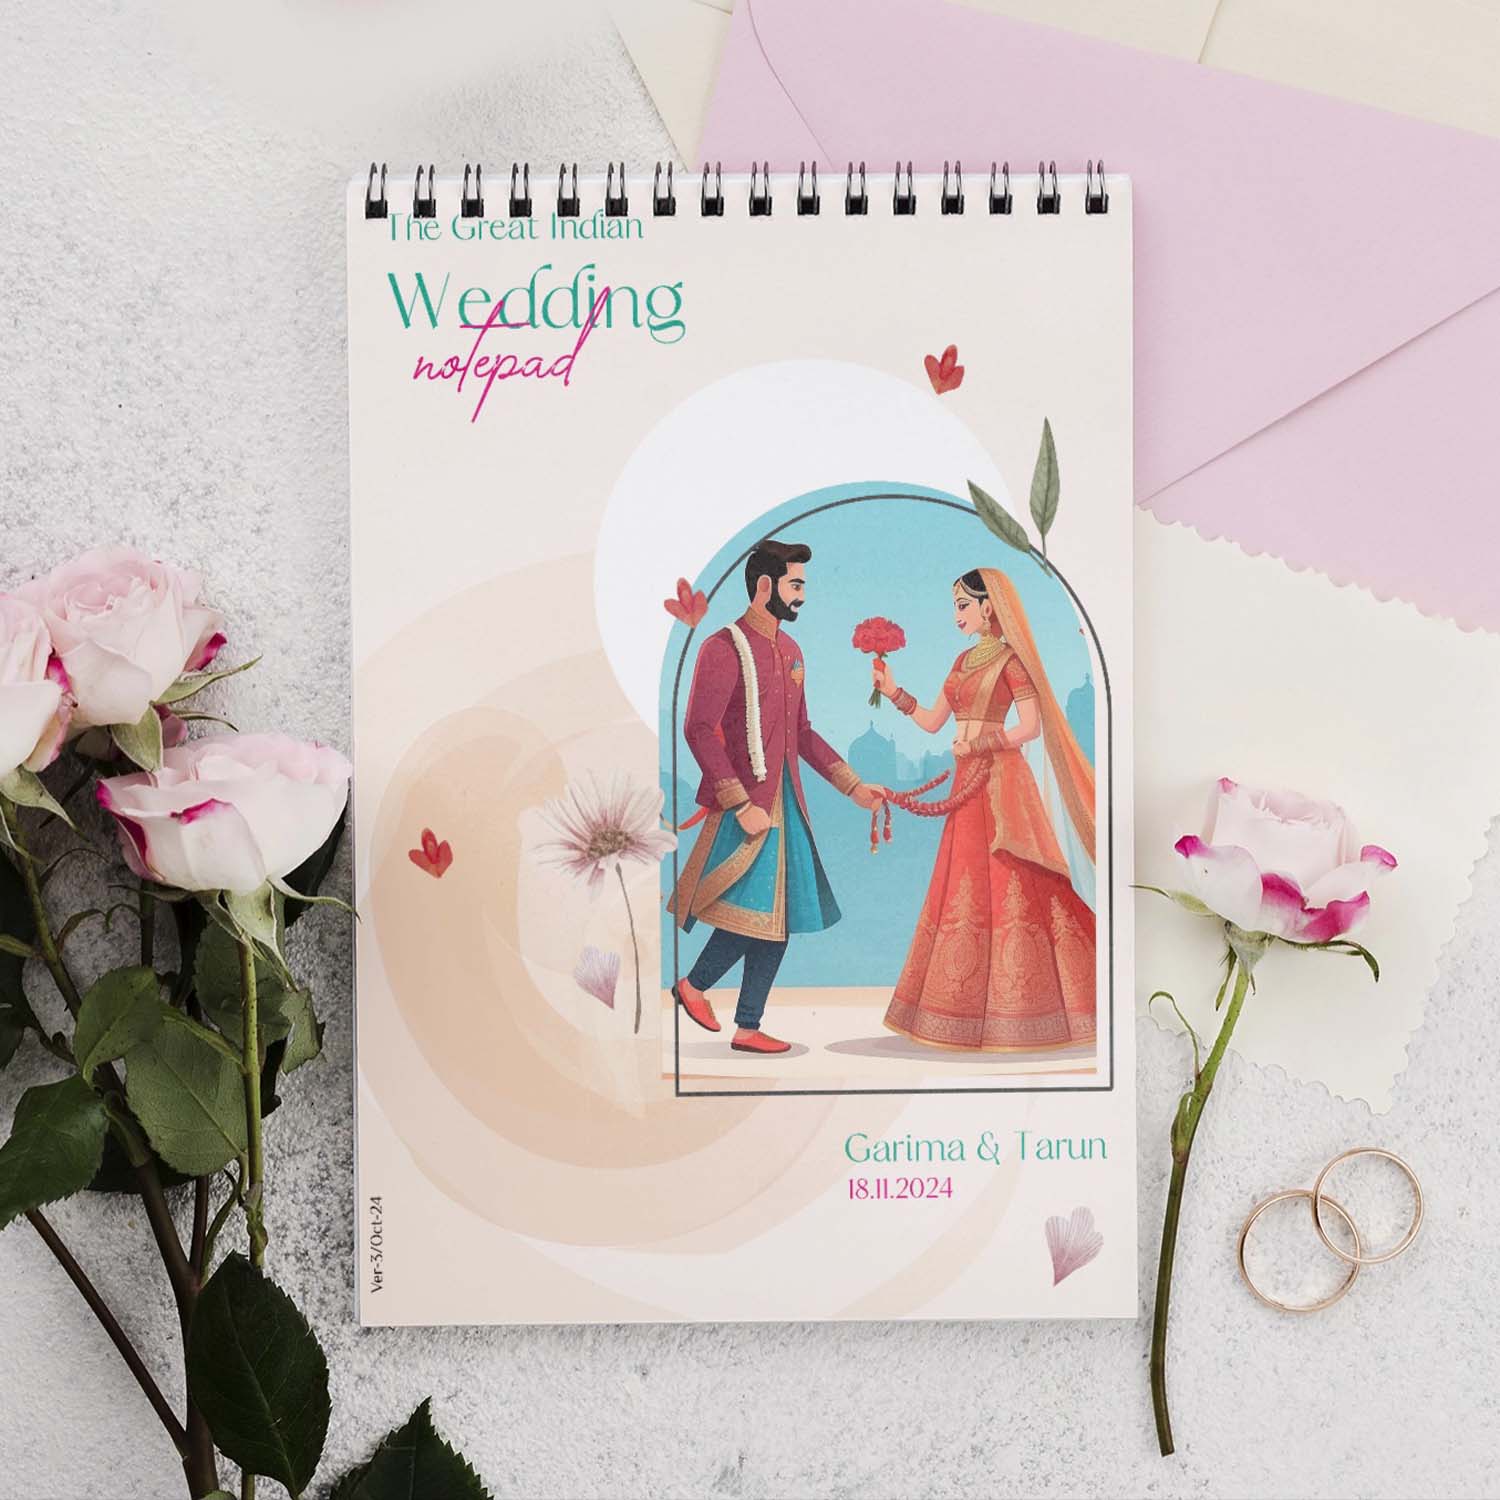 The Great Indian
Wedding
notepad
Garima & Tarun
18.11.2024
Ver-3/Oct-24